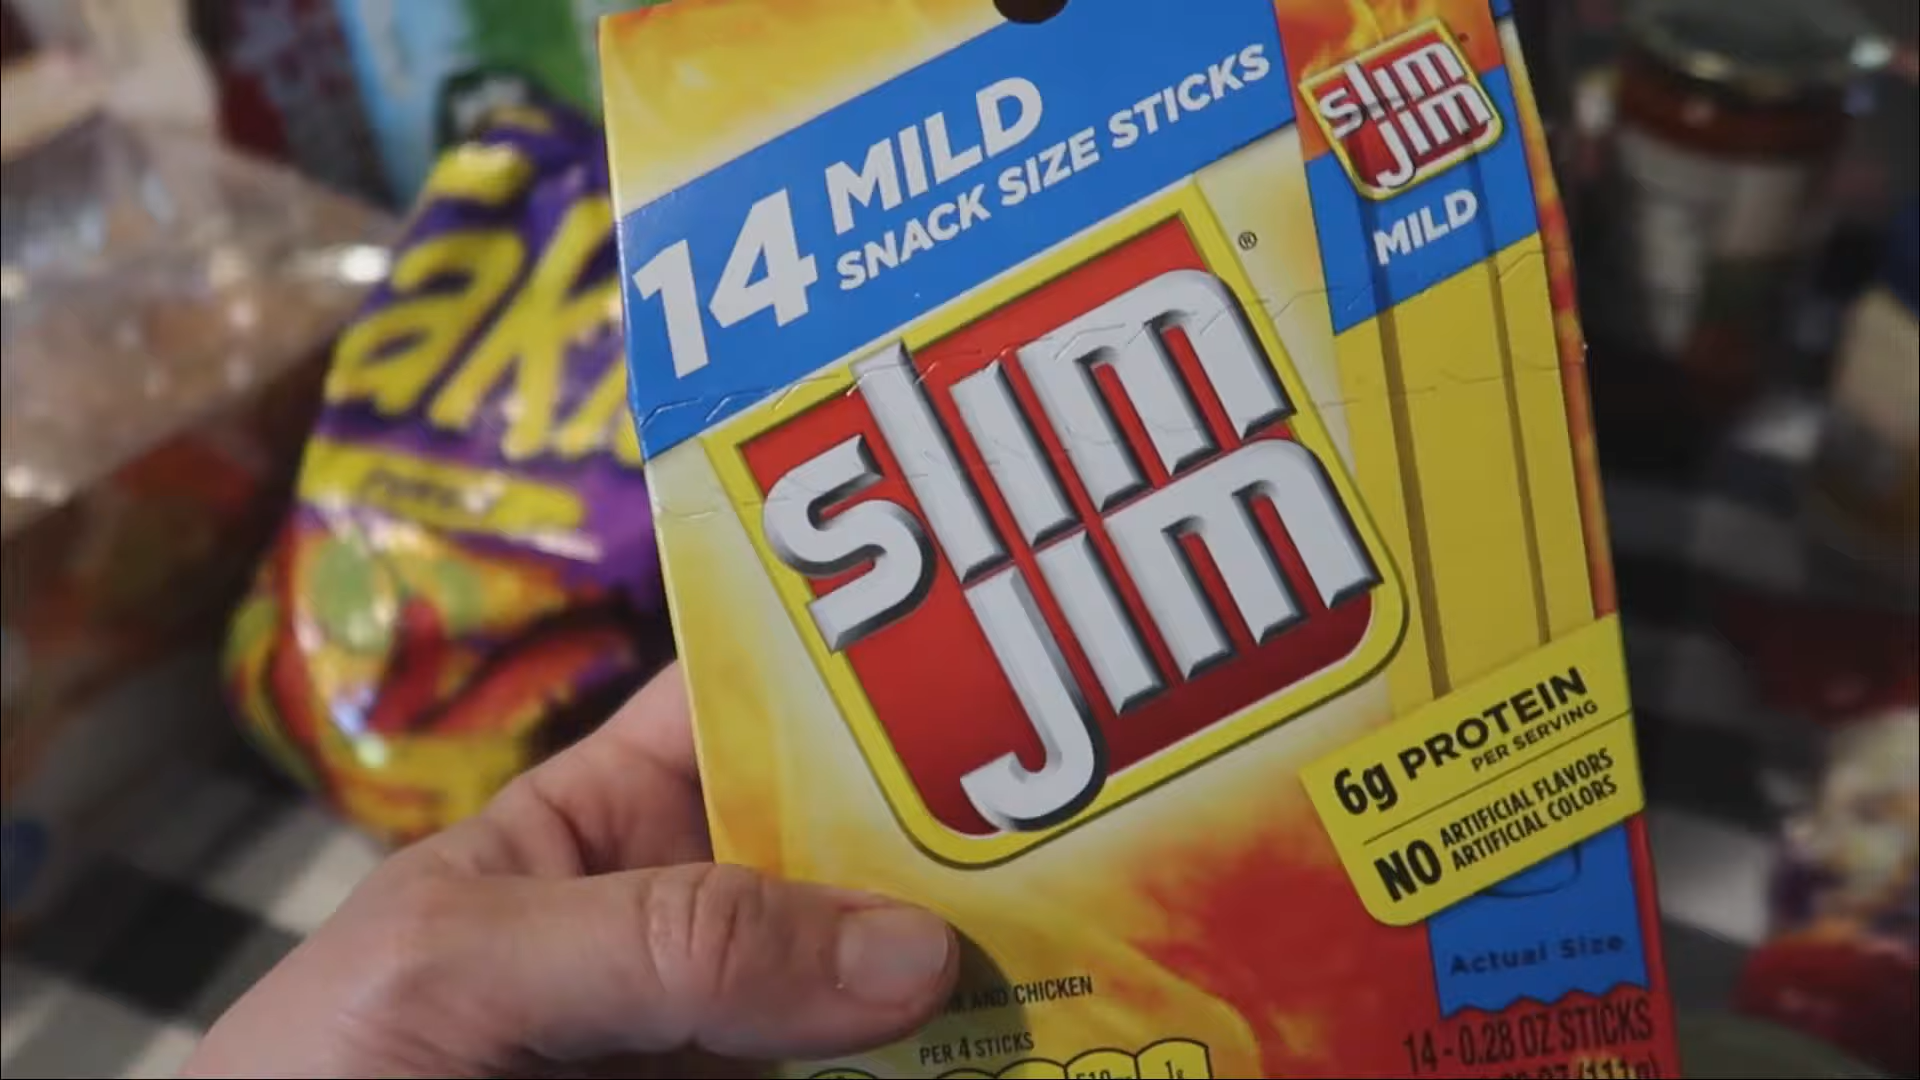 14 MILD
SNACK SIZE STICKS
slim
jim
®
slim
jim
MILD
6g PROTEIN
PER SERVING
NO ARTIFICIAL FLAVORS
ARTIFICIAL COLORS
Actual Size
AND CHICKEN
PER 4 STICKS
14 - 0.28 OZ STICKS
(111g)